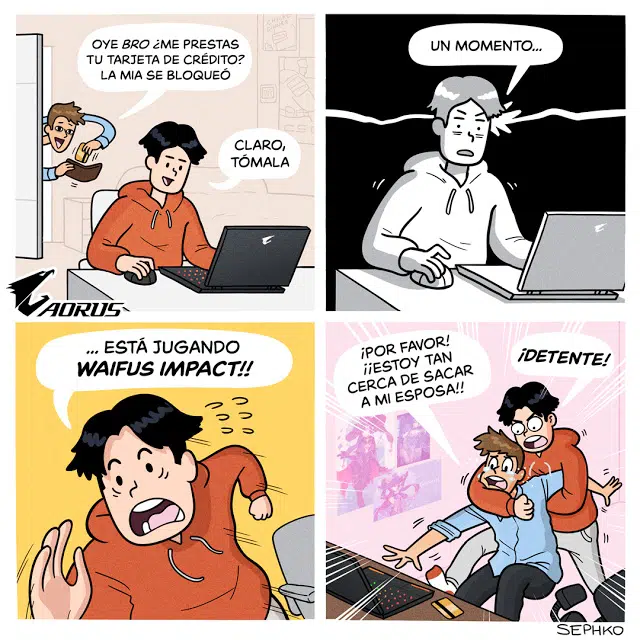 OYE BRO ¿ME PRESTAS
TU TARJETA DE CRÉDITO?
LA MIA SE BLOQUEÓ
CLARO,
TÓMALA
AORUS
UN MOMENTO...
... ESTÁ JUGANDO
WAIFUS IMPACT!!
¡POR FAVOR!
¡¡ESTOY TAN
CERCA DE SACAR
A MI ESPOSA!!
¡DETENTE!
SEPHKO